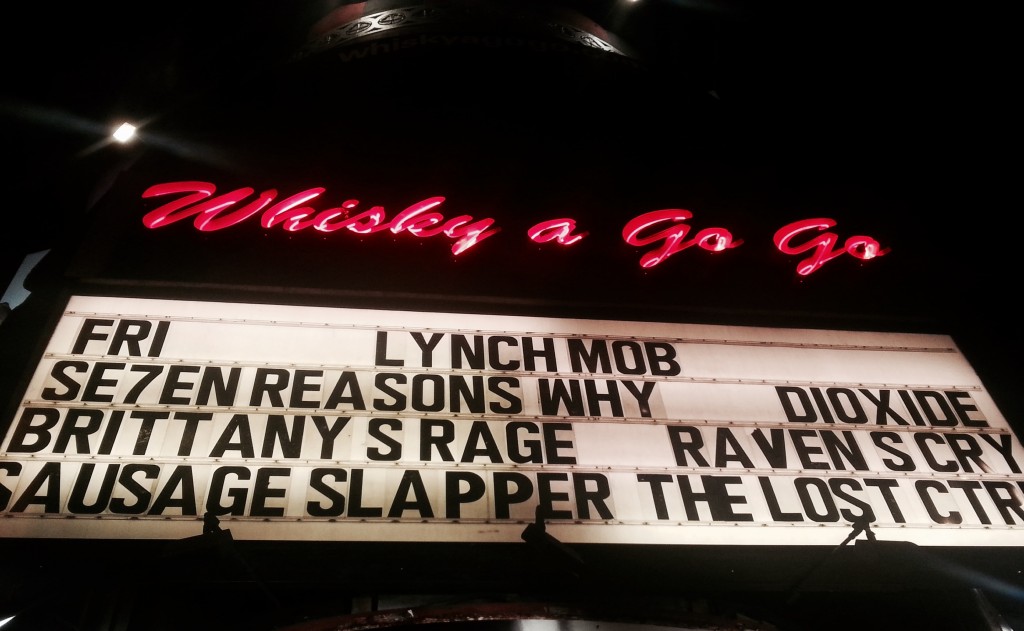 whiskyagogo
Whisky a Go Go
FRI LYNCH MOB
SE7EN REASONS WHY DIOXIDE
BRITTANY S RAGE RAVEN S CRY
SAUSAGE SLAPPER THE LOST CTR